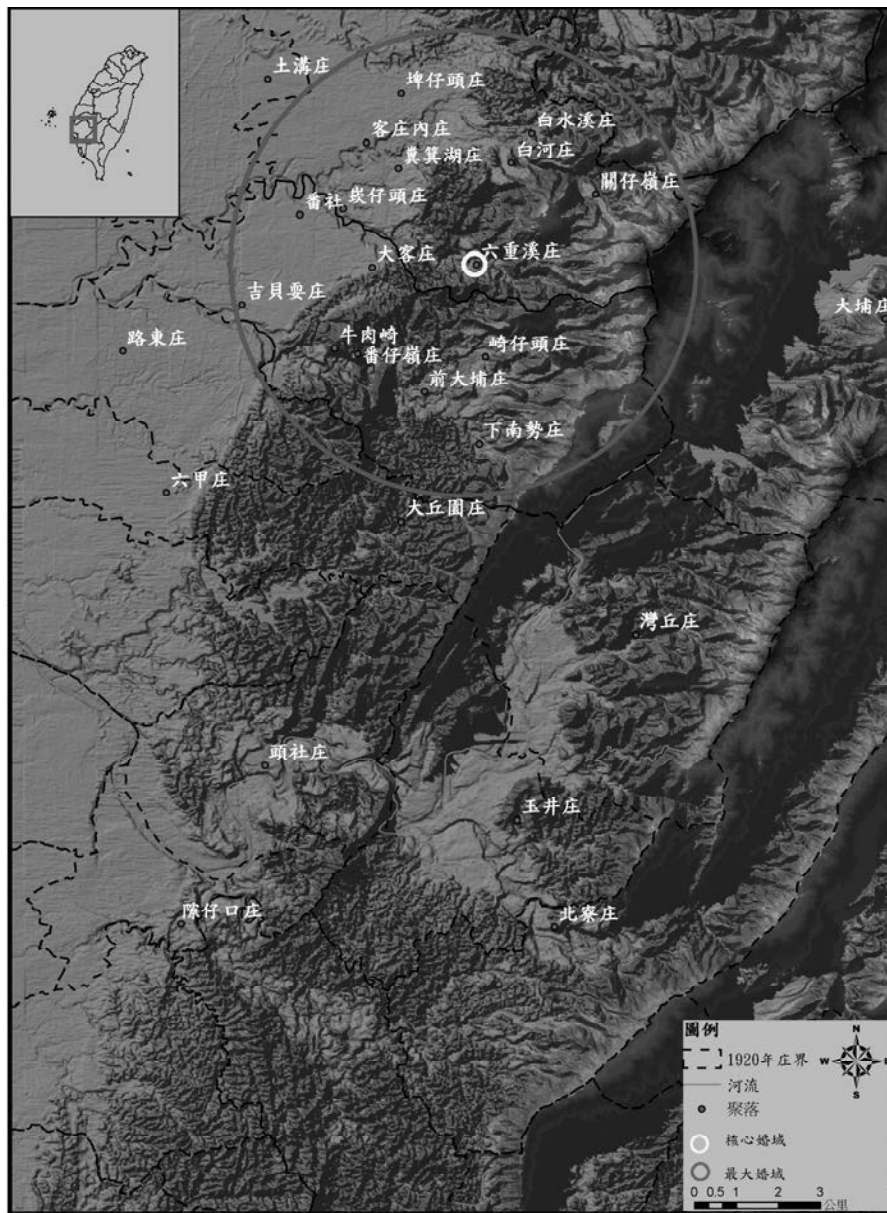 土溝庄
埤仔頭庄
客庄內庄
白水溪庄
糞箕湖庄
白河庄
關仔嶺庄
番社
崁仔頭庄
大客庄
六重溪庄
吉貝耍庄
大埔庄
路東庄
牛肉崎
番仔嶺庄
崎仔頭庄
前大埔庄
下南勢庄
六甲庄
大丘園庄
灣丘庄
頭社庄
玉井庄
隙仔口庄
北寮庄
圖例
N
W
E
S
1920年庄界
河流
聚落
核心婚域
最大婚域
0 0.5 1 2 3
公里